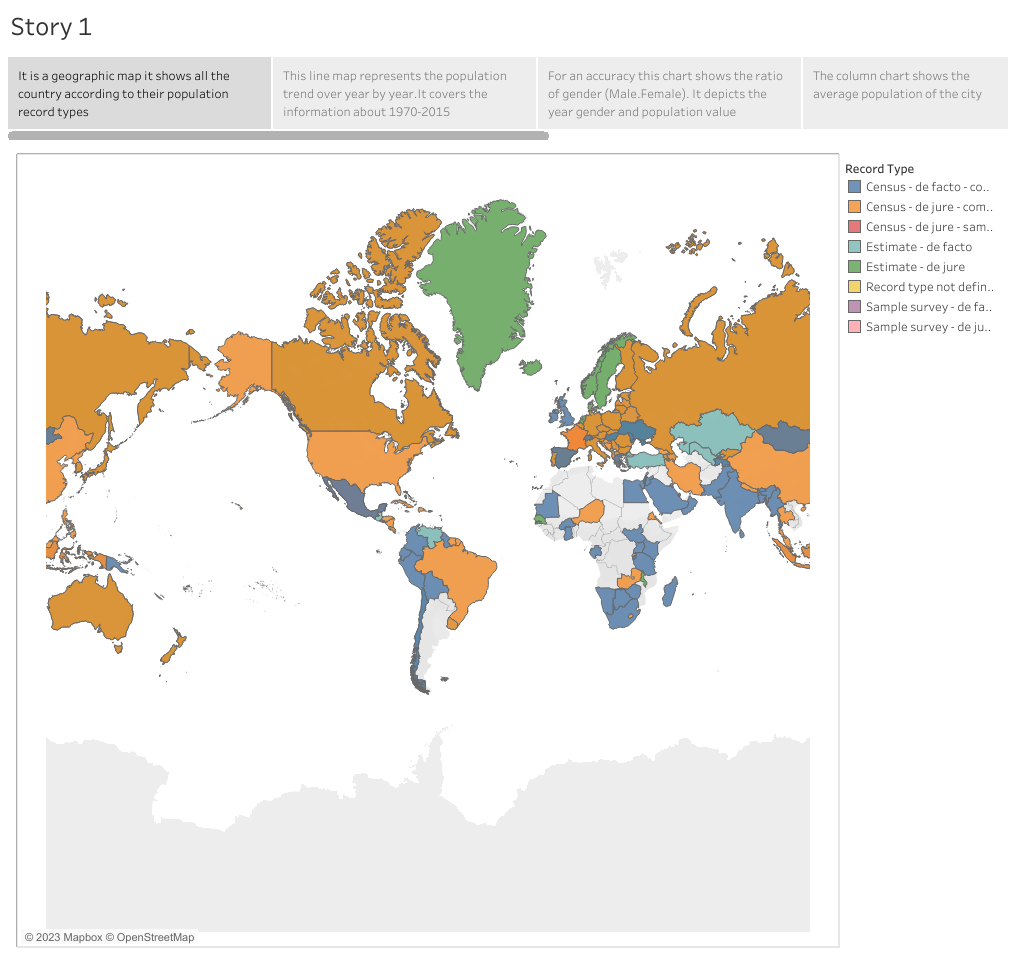 Story 1
It is a geographic map it shows all the
country according to their population
record types
This line map represents the population
trend over year by year.It covers the
information about 1970-2015
For an accuracy this chart shows the ratio
of gender (Male.Female). It depicts the
year gender and population value
The column chart shows the
average population of the city
Record Type
Census - de facto - co..
Census - de jure - com..
Census - de jure - sam..
Estimate - de facto
Estimate - de jure
Record type not defin..
Sample survey - de fa..
Sample survey - de ju..
© 2023 Mapbox © OpenStreetMap